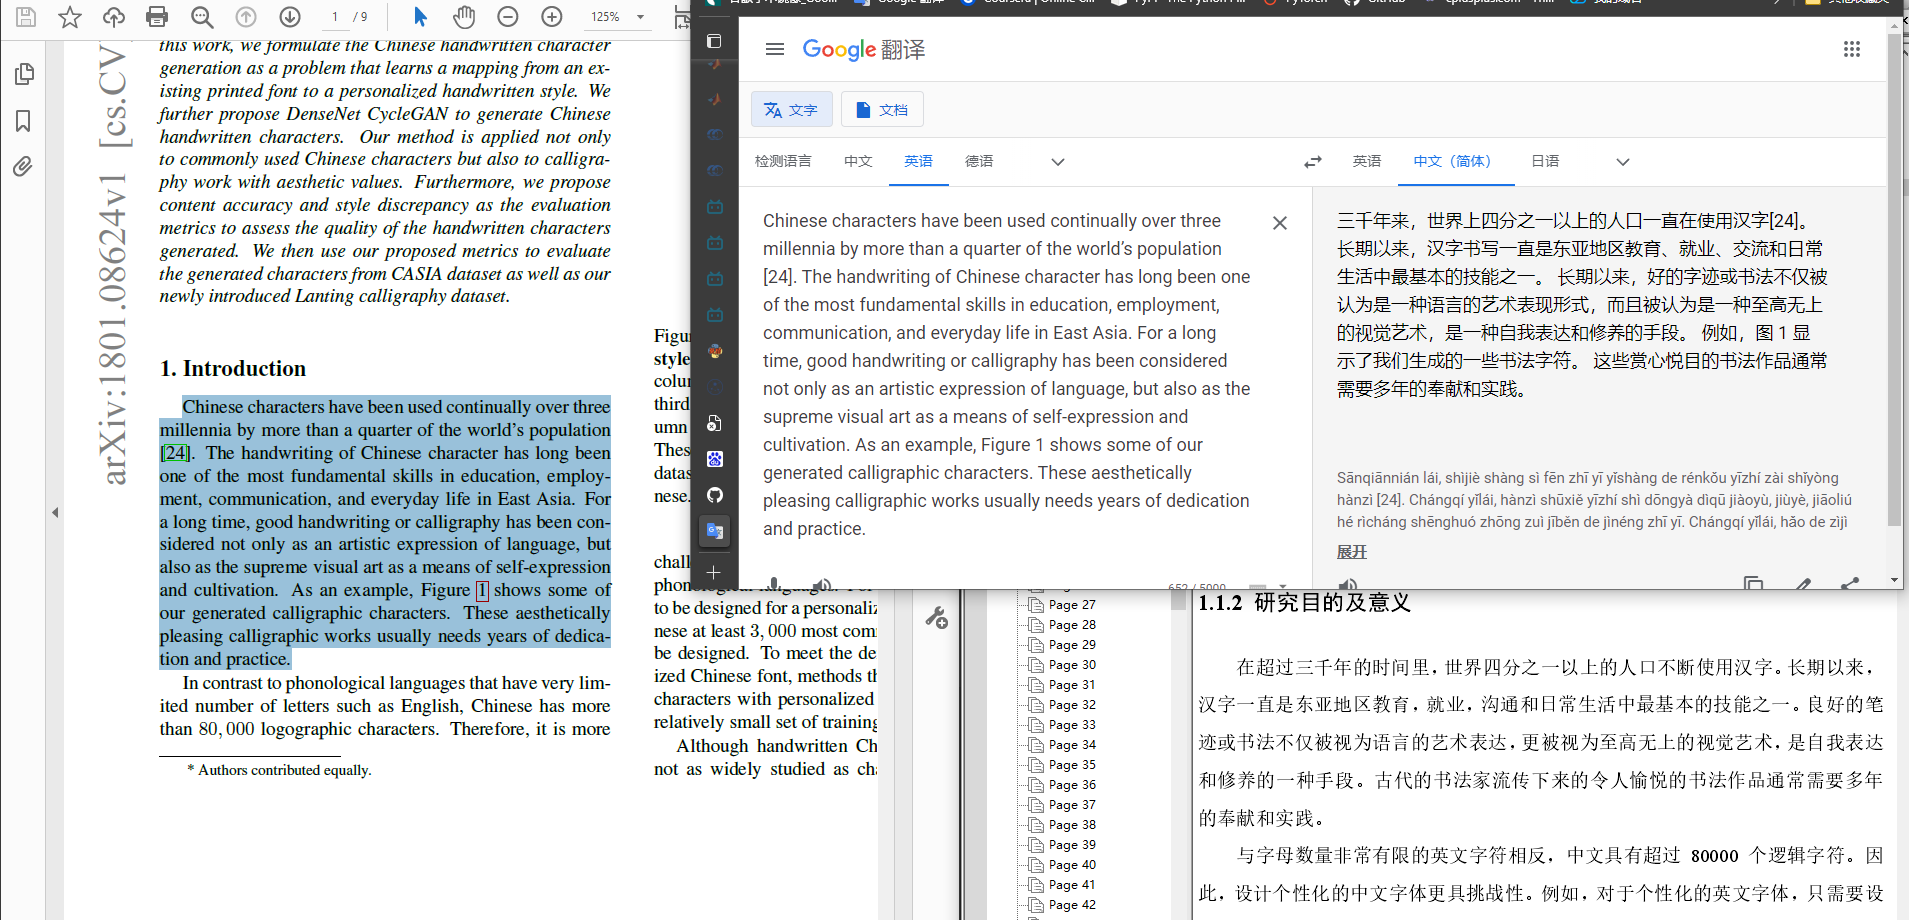 1 / 9
125%
this work, we formulate the Chinese handwritten character
generation as a problem that learns a mapping from an ex-
isting printed font to a personalized handwritten style. We
further propose DenseNet CycleGAN to generate Chinese
handwritten characters. Our method is applied not only
to commonly used Chinese characters but also to calligra-
phy work with aesthetic values. Furthermore, we propose
content accuracy and style discrepancy as the evaluation
metrics to assess the quality of the handwritten characters
generated. We then use our proposed metrics to evaluate
the generated characters from CASIA dataset as well as our
newly introduced Lanting calligraphy dataset.
arXiv:1801.08624v1 [cs.CV
1. Introduction
Chinese characters have been used continually over three
millennia by more than a quarter of the world's population
[24]. The handwriting of Chinese character has long been
one of the most fundamental skills in education, employ-
ment, communication, and everyday life in East Asia. For
a long time, good handwriting or calligraphy has been con-
sidered not only as an artistic expression of language, but
also as the supreme visual art as a means of self-expression
and cultivation. As an example, Figure 1 shows some of
our generated calligraphic characters. These aesthetically
pleasing calligraphic works usually needs years of dedica-
tion and practice.
In contrast to phonological languages that have very lim-
ited number of letters such as English, Chinese has more
than 80,000 logographic characters. Therefore, it is more
* Authors contributed equally.
Figu
style
colu
third
umn
Thes
datas
nese.
chall
to be designed for a personaliz
nese at least 3,000 most com
be designed. To meet the de
ized Chinese font, methods th
characters with personalized
relatively small set of training
Although handwritten Ch
not as widely studied as cha
Google 翻译
文字
文档
检测语言 中文 英语 德语
英语 中文（简体） 日语
Chinese characters have been used continually over three
millennia by more than a quarter of the world’s population
[24]. The handwriting of Chinese character has long been one
of the most fundamental skills in education, employment,
communication, and everyday life in East Asia. For a long
time, good handwriting or calligraphy has been considered
not only as an artistic expression of language, but also as the
supreme visual art as a means of self-expression and
cultivation. As an example, Figure 1 shows some of our
generated calligraphic characters. These aesthetically
pleasing calligraphic works usually needs years of dedication
and practice.
652 / 5000
三千年来，世界上四分之一以上的人口一直在使用汉字[24]。
长期以来，汉字书写一直是东亚地区教育、就业、交流和日常
生活中最基本的技能之一。 长期以来，好的字迹或书法不仅被
认为是一种语言的艺术表现形式，而且被认为是一种至高无上
的视觉艺术，是一种自我表达和修养的手段。 例如，图 1 显
示了我们生成的一些书法字符。 这些赏心悦目的书法作品通常
需要多年的奉献和实践。
Sānqiānnián lái, shìjiè shàng sì fēn zhī yī yǐshàng de rénkǒu yīzhí zài shǐyòng
hànzì [24]. Chángqí yǐlái, hànzì shūxiě yīzhí shì dōngyà dìqū jiàoyù, jiùyè, jiāoliú
hé rìcháng shēnghuó zhōng zuì jīběn de jìnéng zhī yī. Chángqí yǐlái, hǎo de zìjì
展开
Page 27
Page 28
Page 29
Page 30
Page 31
Page 32
Page 33
Page 34
Page 35
Page 36
Page 37
Page 38
Page 39
Page 40
Page 41
Page 42
1.1.2 研究目的及意义
在超过三千年的时间里，世界四分之一以上的人口不断使用汉字。长期以来，
汉字一直是东亚地区教育，就业，沟通和日常生活中最基本的技能之一。良好的笔
迹或书法不仅被视为语言的艺术表达，更被视为至高无上的视觉艺术，是自我表达
和修养的一种手段。古代的书法家流传下来的令人愉悦的书法作品通常需要多年
的奉献和实践。
与字母数量非常有限的英文字符相反，中文具有超过 80000 个逻辑字符。因
此，设计个性化的中文字体更具挑战性。例如，对于个性化的英文字体，只需要设